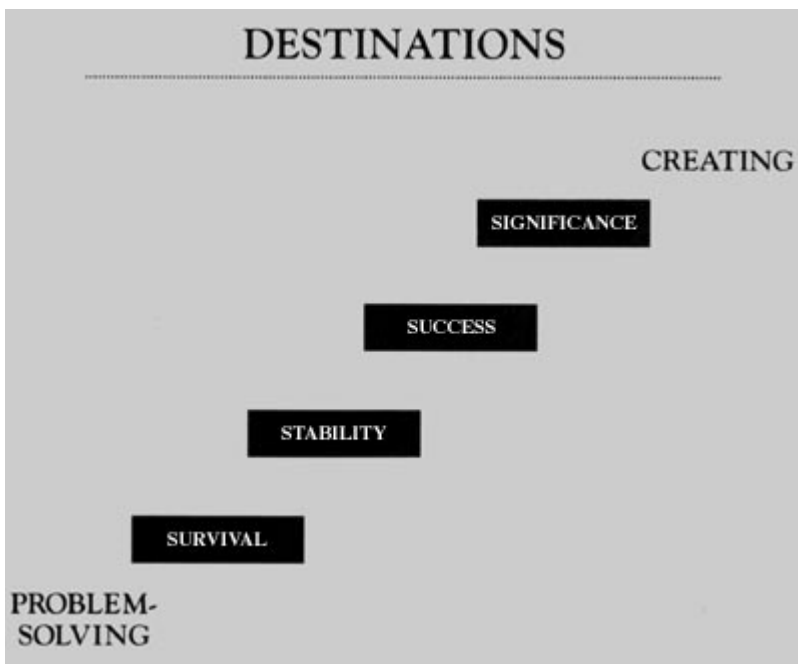 DESTINATIONS
CREATING
SIGNIFICANCE
SUCCESS
STABILITY
SURVIVAL
PROBLEM-
SOLVING